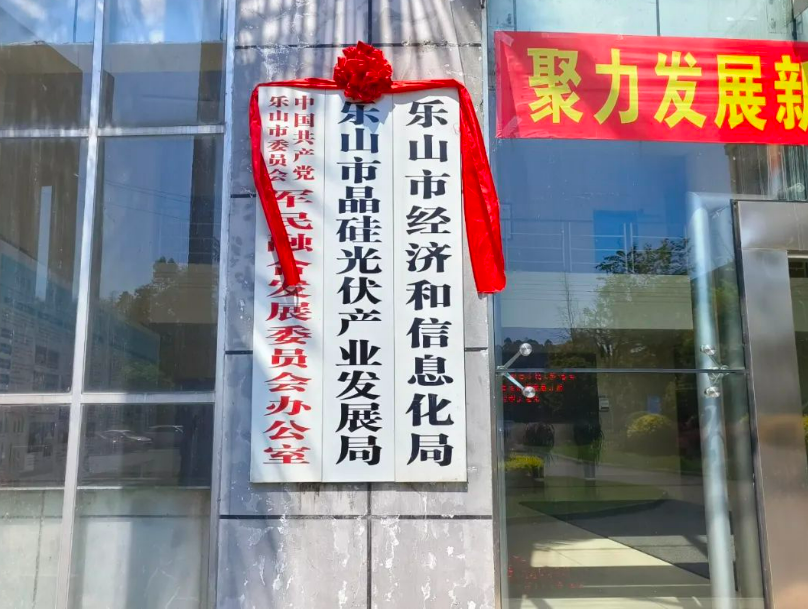 中国共产党
乐山市委员会
军民融合发展委员会办公室
乐山市晶硅光伏产业发展局
乐山市经济和信息化局
聚力发展新